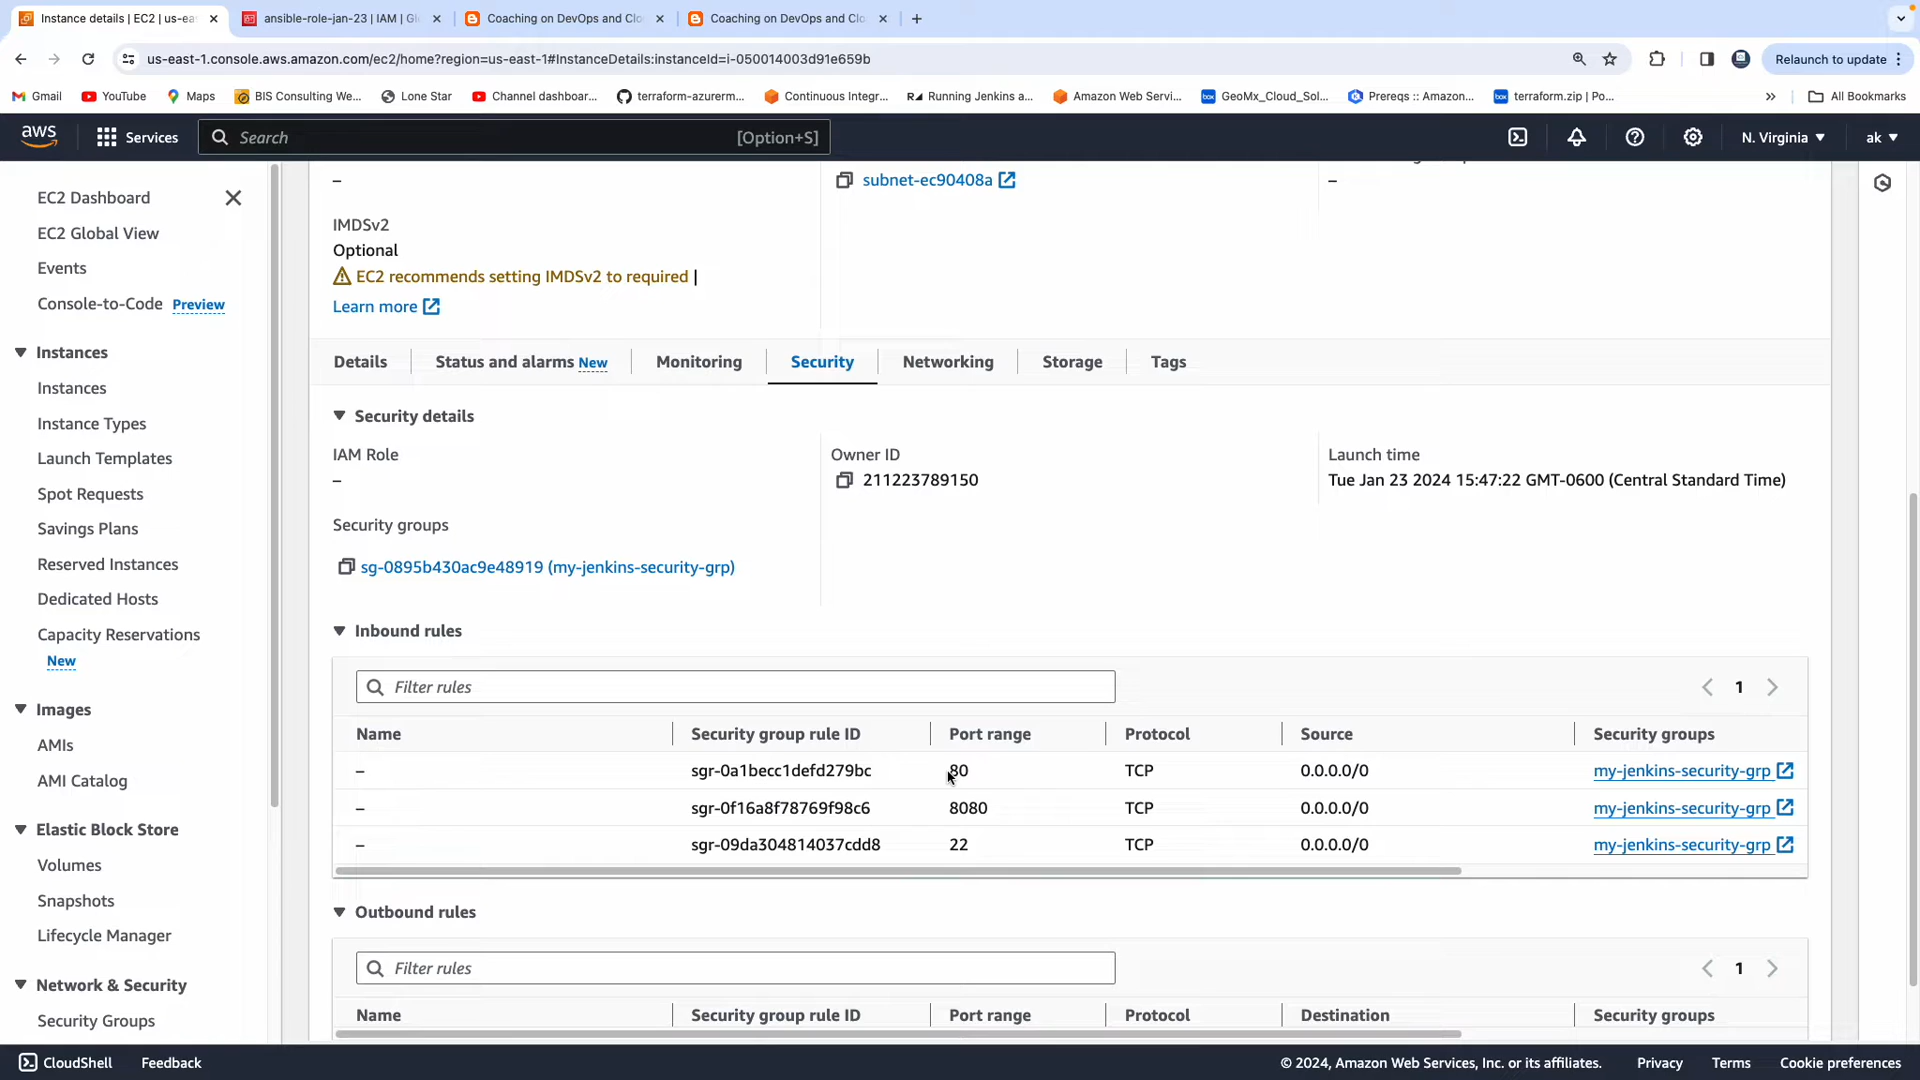 Instance details | EC2 | us-ea
ansible-role-jan-23 | IAM | Gl
Coaching on DevOps and Clo
Coaching on DevOps and Clo
us-east-1.console.aws.amazon.com/ec2/home?region=us-east-1#InstanceDetails:instanceId=i-050014003d91e659b
Relaunch to update
Gmail
YouTube
Maps
BIS Consulting We...
Lone Star
Channel dashboar...
terraform-azurerm...
Continuous Integr...
Running Jenkins a...
Amazon Web Servi...
GeoMx_Cloud_Sol...
Prereqs :: Amazon...
terraform.zip | Po...
All Bookmarks
aws
Services
Search
[Option+S]
N. Virginia
ak
EC2 Dashboard
EC2 Global View
Events
Console-to-Code Preview
Instances
Instances
Instance Types
Launch Templates
Spot Requests
Savings Plans
Reserved Instances
Dedicated Hosts
Capacity Reservations
New
Images
AMIs
AMI Catalog
Elastic Block Store
Volumes
Snapshots
Lifecycle Manager
Network & Security
Security Groups
–
subnet-ec90408a
–
IMDSv2
Optional
EC2 recommends setting IMDSv2 to required |
Learn more
Details
Status and alarms New
Monitoring
Security
Networking
Storage
Tags
Security details
IAM Role
–
Owner ID
211223789150
Launch time
Tue Jan 23 2024 15:47:22 GMT-0600 (Central Standard Time)
Security groups
sg-0895b430ac9e48919 (my-jenkins-security-grp)
Inbound rules
Filter rules
1
Name Security group rule ID Port range Protocol Source Security groups
– sgr-0a1becc1defd279bc 80 TCP 0.0.0.0/0 my-jenkins-security-grp
– sgr-0f16a8f78769f98c6 8080 TCP 0.0.0.0/0 my-jenkins-security-grp
– sgr-09da304814037cdd8 22 TCP 0.0.0.0/0 my-jenkins-security-grp
Outbound rules
Filter rules
1
Name Security group rule ID Port range Protocol Destination Security groups
CloudShell
Feedback
© 2024, Amazon Web Services, Inc. or its affiliates.
Privacy
Terms
Cookie preferences